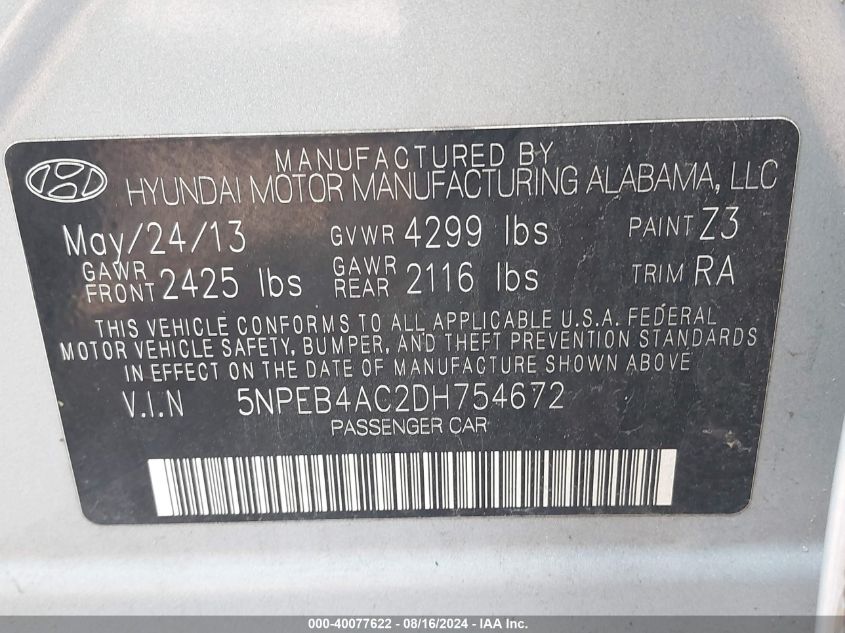 MANUFACTURED BY
HYUNDAI MOTOR MANUFACTURING ALABAMA, LLC
May/24/13 GVWR 4299 lbs PAINT Z3
GAWR FRONT 2425 lbs GAWR REAR 2116 lbs TRIM RA
THIS VEHICLE CONFORMS TO ALL APPLICABLE U.S.A. FEDERAL
MOTOR VEHICLE SAFETY, BUMPER, AND THEFT PREVENTION STANDARDS
IN EFFECT ON THE DATE OF MANUFACTURE SHOWN ABOVE
V.I.N 5NPEB4AC2DH754672
PASSENGER CAR
000-40077622 - 08/16/2024 - IAA Inc.